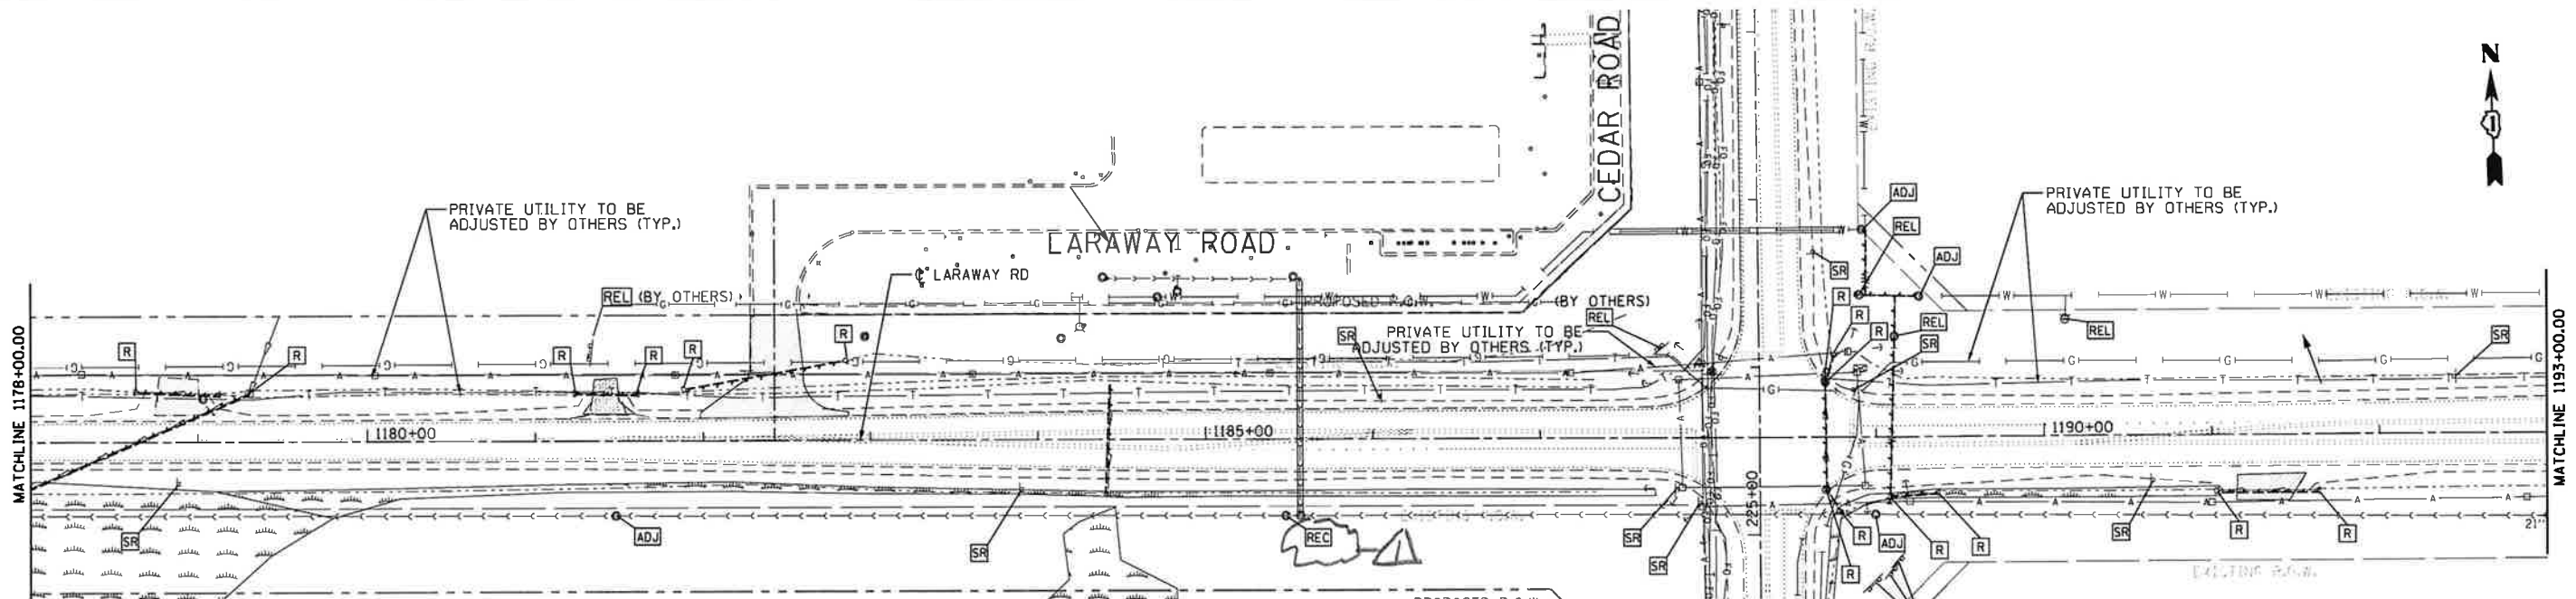 N
CEDAR ROAD
LARAWAY ROAD
PRIVATE UTILITY TO BE
ADJUSTED BY OTHERS (TYP.)
PRIVATE UTILITY TO BE
ADJUSTED BY OTHERS (TYP.)
ADJ
REL
ADJ
SR
℄ LARAWAY RD
REL (BY OTHERS)
PROPOSED R.O.W.
(BY OTHERS)
REL
R
R
R
REL
REL
PRIVATE UTILITY TO BE
ADJUSTED BY OTHERS (TYP.)
SR
SR
SR
R
R
R
R
R
R
MATCHLINE 1178+00.00
MATCHLINE 1193+00.00
1180+00
1185+00
1190+00
225+00
SR
ADJ
SR
REC
SR
SR
R
ADJ
R
R
R
SR
R
R
21"
EXISTING R.O.W.